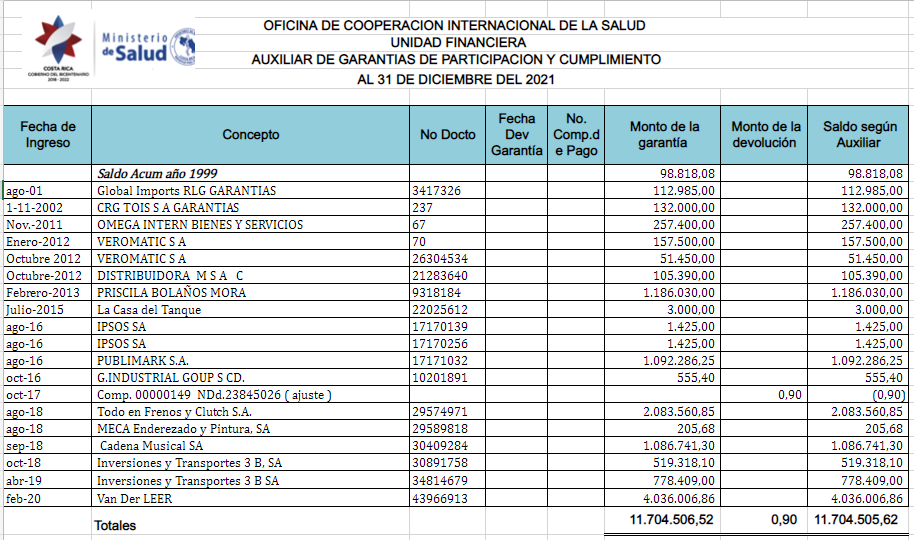 OFICINA DE COOPERACION INTERNACIONAL DE LA SALUD
UNIDAD FINANCIERA
AUXILIAR DE GARANTIAS DE PARTICIPACION Y CUMPLIMIENTO
AL 31 DE DICIEMBRE DEL 2021
Ministerio
de Salud
COSTA RICA
GOBIERNO DEL BICENTENARIO
2018 - 2022
Fecha de Ingreso Concepto No Docto Fecha Dev Garantía No. Comp.d e Pago Monto de la garantía Monto de la devolución Saldo según Auxiliar
Saldo Acum año 1999 98.818,08 98.818,08
ago-01 Global Imports RLG GARANTIAS 3417326 112.985,00 112.985,00
1-11-2002 CRG TOIS S A GARANTIAS 237 132.000,00 132.000,00
Nov.-2011 OMEGA INTERN BIENES Y SERVICIOS 67 257.400,00 257.400,00
Enero-2012 VEROMATIC S A 70 157.500,00 157.500,00
Octubre 2012 VEROMATIC S A 26304534 51.450,00 51.450,00
Octubre-2012 DISTRIBUIDORA M S A C 21283640 105.390,00 105.390,00
Febrero-2013 PRISCILA BOLAÑOS MORA 9318184 1.186.030,00 1.186.030,00
Julio-2015 La Casa del Tanque 22025612 3.000,00 3.000,00
ago-16 IPSOS SA 17170139 1.425,00 1.425,00
ago-16 IPSOS SA 17170256 1.425,00 1.425,00
ago-16 PUBLIMARK S.A. 17171032 1.092.286,25 1.092.286,25
oct-16 G.INDUSTRIAL GOUP S CD. 10201891 555,40 555,40
oct-17 Comp. 00000149 NDd.23845026 ( ajuste ) 0,90 (0,90)
ago-18 Todo en Frenos y Clutch S.A. 29574971 2.083.560,85 2.083.560,85
ago-18 MECA Enderezado y Pintura, SA 29589818 205,68 205,68
sep-18 Cadena Musical SA 30409284 1.086.741,30 1.086.741,30
oct-18 Inversiones y Transportes 3 B, SA 30891758 519.318,10 519.318,10
abr-19 Inversiones y Transportes 3 B SA 34814679 778.409,00 778.409,00
feb-20 Van Der LEER 43966913 4.036.006,86 4.036.006,86
Totales 11.704.506,52 0,90 11.704.505,62